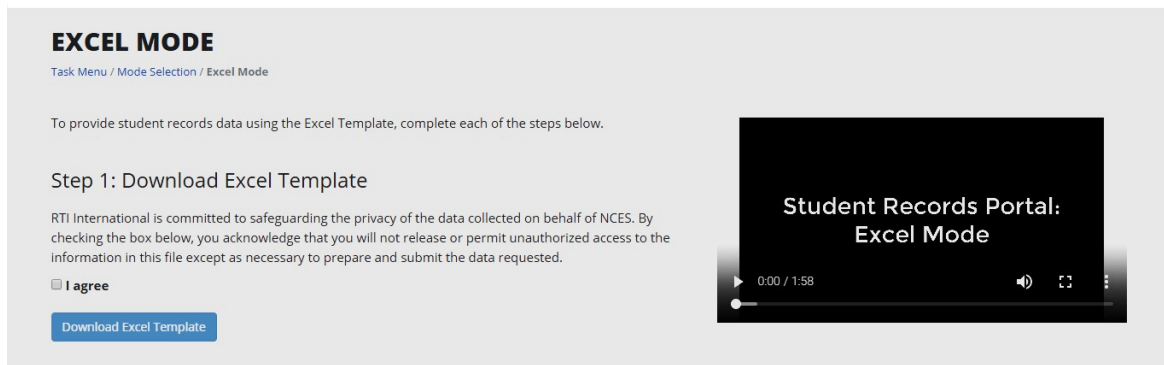 EXCEL MODE
Task Menu / Mode Selection / Excel Mode
To provide student records data using the Excel Template, complete each of the steps below.
Step 1: Download Excel Template
RTI International is committed to safeguarding the privacy of the data collected on behalf of NCES. By
checking the box below, you acknowledge that you will not release or permit unauthorized access to the
information in this file except as necessary to prepare and submit the data requested.
I agree
Download Excel Template
Student Records Portal:
Excel Mode
0:00 / 1:58